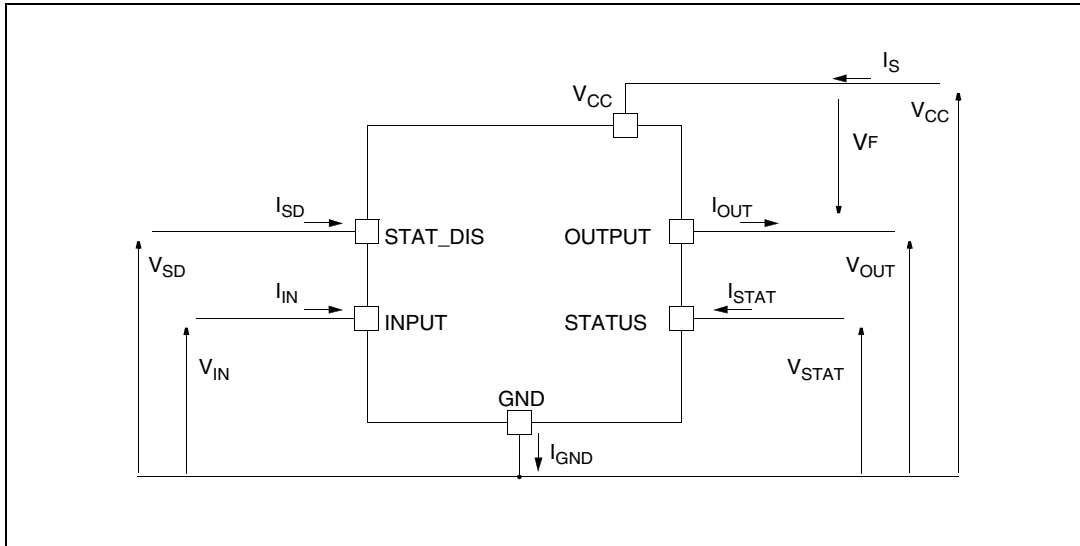 I_S
V_CC
V_CC
V_F
I_SD
I_OUT
STAT_DIS
OUTPUT
V_SD
V_OUT
I_IN
I_STAT
INPUT
STATUS
V_IN
V_STAT
GND
I_GND